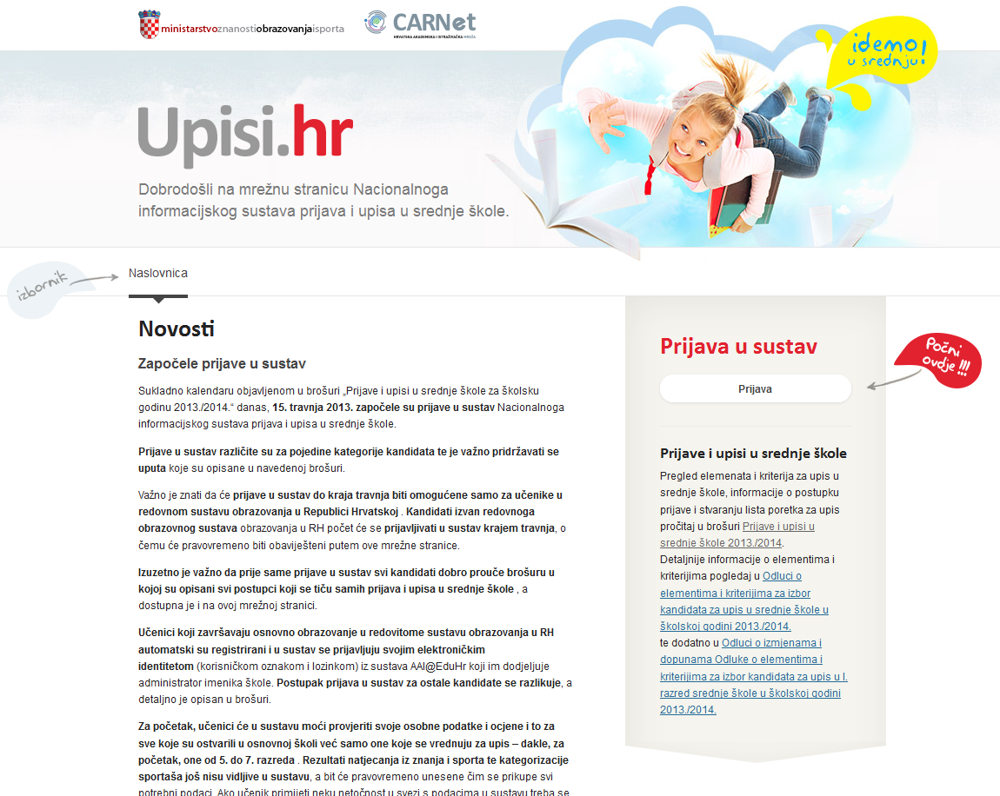 ministarstvoznanostiobrazovanjaisporta
CARNet
HRVATSKA AKADEMSKA I ISTRAŽIVAČKA MREŽA
idemo!
u srednju!
Upisi.hr
Dobrodošli na mrežnu stranicu Nacionalnoga
informacijskog sustava prijava i upisa u srednje škole.
izbornik
Naslovnica
Novosti
Započele prijave u sustav
Sukladno kalendaru objavljenom u brošuri „Prijave i upisi u srednje škole za školsku
godinu 2013./2014.“ danas, 15. travnja 2013. započele su prijave u sustav Nacionalnoga
informacijskog sustava prijava i upisa u srednje škole.
Prijave u sustav različite su za pojedine kategorije kandidata te je važno pridržavati se
uputa koje su opisane u navedenoj brošuri.
Važno je znati da će prijave u sustav do kraja travnja biti omogućene samo za učenike u
redovnom sustavu obrazovanja u Republici Hrvatskoj . Kandidati izvan redovnoga
obrazovnog sustava obrazovanja u RH počet će se prijavljivati u sustav krajem travnja, o
čemu će pravovremeno biti obaviješteni putem ove mrežne stranice.
Izuzetno je važno da prije same prijave u sustav svi kandidati dobro prouče brošuru u
kojoj su opisani svi postupci koji se tiču samih prijava i upisa u srednje škole , a
dostupna je i na ovoj mrežnoj stranici.
Učenici koji završavaju osnovno obrazovanje u redovitome sustavu obrazovanja u RH
automatski su registrirani i u sustav se prijavljuju svojim elektroničkim
identitetom (korisničkom oznakom i lozinkom) iz sustava AAI@EduHr koji im dodjeljuje
administrator imenika škole. Postupak prijava u sustav za ostale kandidate se razlikuje, a
detaljno je opisan u brošuri.
Za početak, učenici će u sustavu moći provjeriti svoje osobne podatke i ocjene i to za
sve koje su ostvarili u osnovnoj školi već samo one koje se vrednuju za upis – dakle, za
početak, one od 5. do 7. razreda . Rezultati natjecanja iz znanja i sporta te kategorizacije
sportaša još nisu vidljive u sustavu, a bit će pravovremeno unesene čim se prikupe svi
potrebni podaci. Ako učenik primijeti neku netočnost u svezi s podacima u sustavu treba se
Prijava u sustav
Počni
ovdje !!!
Prijava
Prijave i upisi u srednje škole
Pregled elemenata i kriterija za upis u
srednje škole, informacije o postupku
prijave i stvaranju lista poretka za upis
pročitaj u brošuri Prijave i upisi u
srednje škole 2013./2014.
Detaljnije informacije o elementima i
kriterijima pogledaj u Odluci o
elementima i kriterijima za izbor
kandidata za upis u srednje škole u
školskoj godini 2013./2014.
te dodatno u Odluci o izmjenama i
dopunama Odluke o elementima i
kriterijima za izbor kandidata za upis u I.
razred srednje škole u školskoj godini
2013./2014.